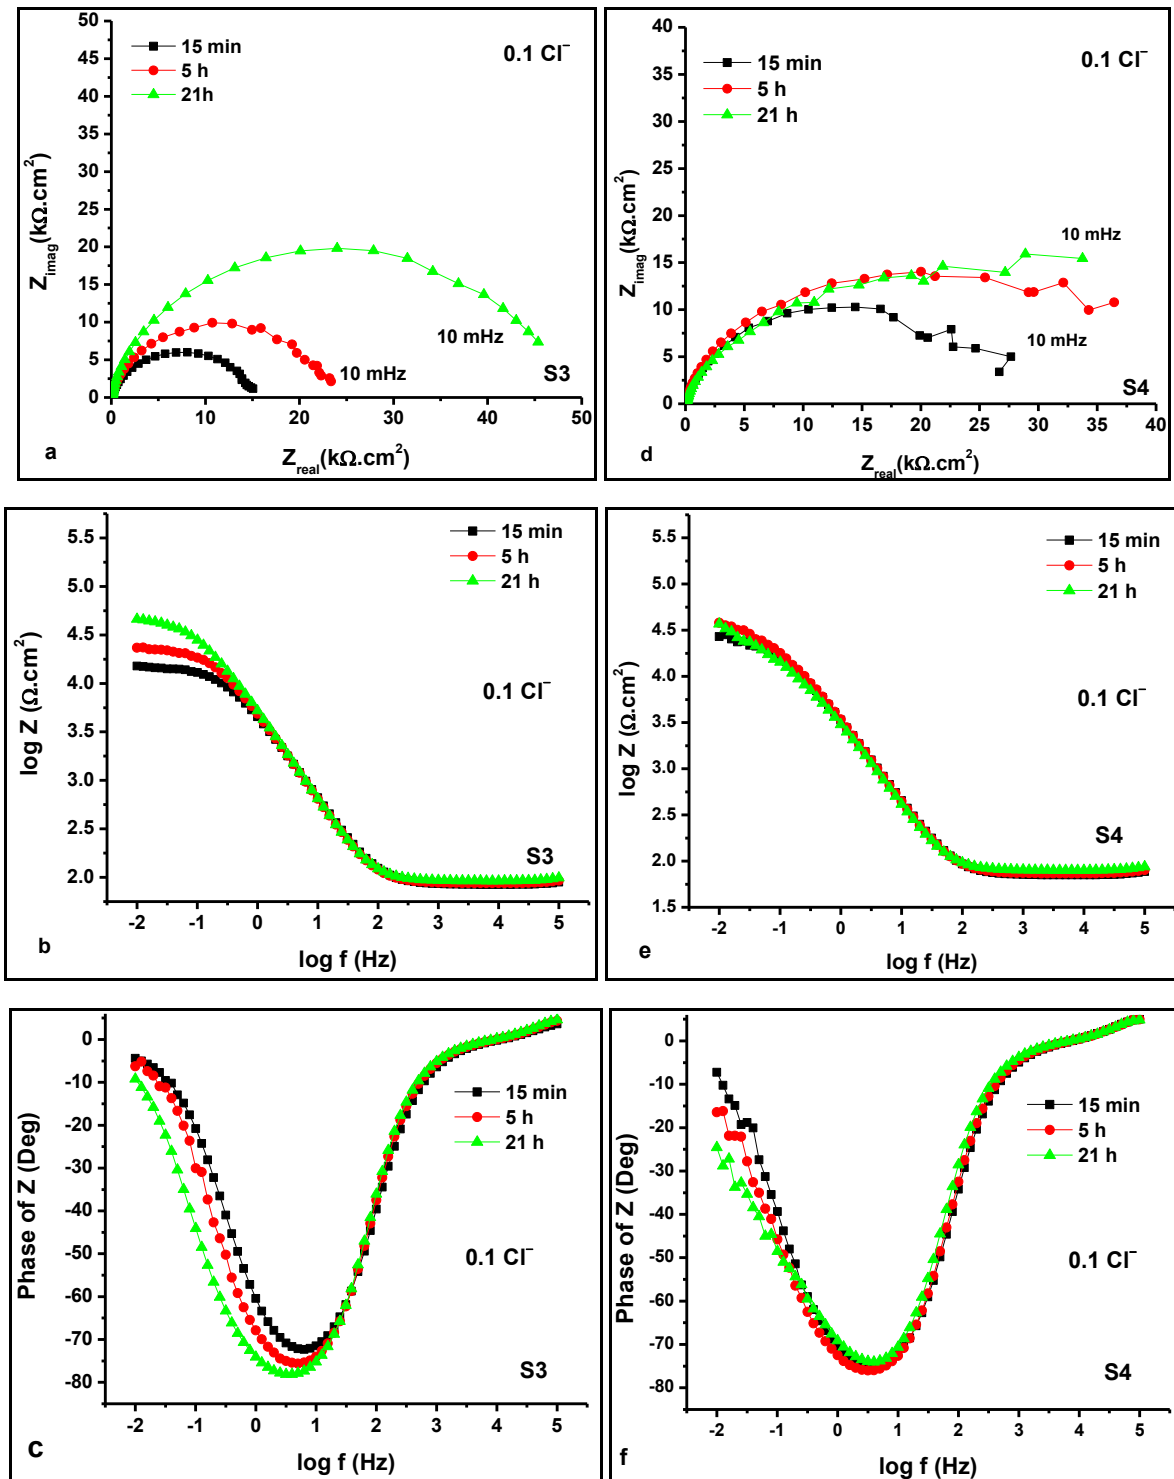 50
45
40
35
30
25
20
15
10
5
0
0 10 20 30 40 50
Z_imag(kΩ.cm²)
Z_real(kΩ.cm²)
15 min
5 h
21h
0.1 Cl⁻
10 mHz
10 mHz
S3
a
40
35
30
25
20
15
10
5
0
0 5 10 15 20 25 30 35 40
Z_imag(kΩ.cm²)
Z_real(kΩ.cm²)
15 min
5 h
21 h
0.1 Cl⁻
10 mHz
10 mHz
S4
d
5.5
5.0
4.5
4.0
3.5
3.0
2.5
2.0
-2 -1 0 1 2 3 4 5
log Z (Ω.cm²)
log f (Hz)
15 min
5 h
21 h
0.1 Cl⁻
S3
b
5.5
5.0
4.5
4.0
3.5
3.0
2.5
2.0
1.5
-2 -1 0 1 2 3 4 5
log Z (Ω.cm²)
log f (Hz)
15 min
5 h
21 h
0.1 Cl⁻
S4
e
0
-10
-20
-30
-40
-50
-60
-70
-80
-2 -1 0 1 2 3 4 5
Phase of Z (Deg)
log f (Hz)
15 min
5 h
21 h
0.1 Cl⁻
S3
c
0
-10
-20
-30
-40
-50
-60
-70
-80
-2 -1 0 1 2 3 4 5
Phase of Z (Deg)
log f (Hz)
15 min
5 h
21 h
0.1 Cl⁻
S4
f